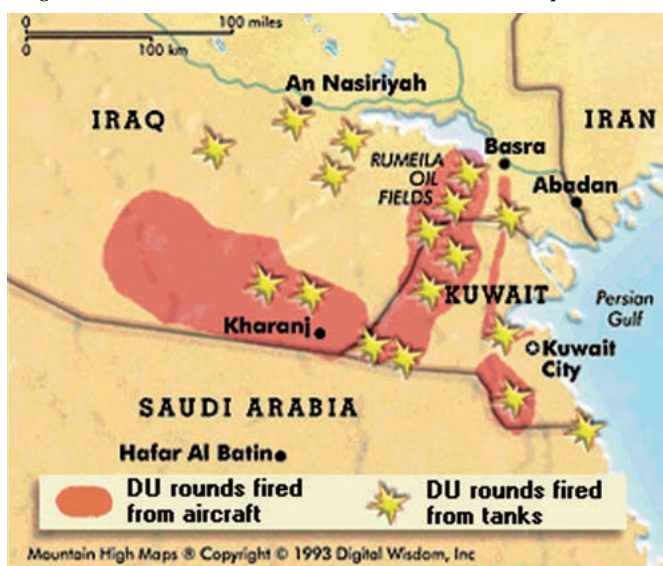 0 100 miles
0 100 km
An Nasiriyah
IRAQ
IRAN
Basra
RUMEILA
OIL
FIELDS
Abadan
KUWAIT
Persian
Gulf
Kharanj
Kuwait
City
SAUDI ARABIA
Hafar Al Batin
DU rounds fired
from aircraft
DU rounds fired
from tanks
Mountain High Maps ® Copyright © 1993 Digital Wisdom, Inc